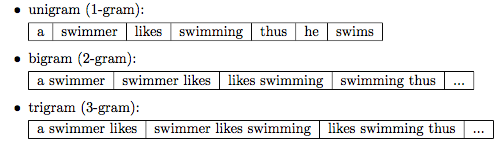 • unigram (1-gram):
a swimmer likes swimming thus he swims
• bigram (2-gram):
a swimmer swimmer likes likes swimming swimming thus ...
• trigram (3-gram):
a swimmer likes swimmer likes swimming likes swimming thus ...